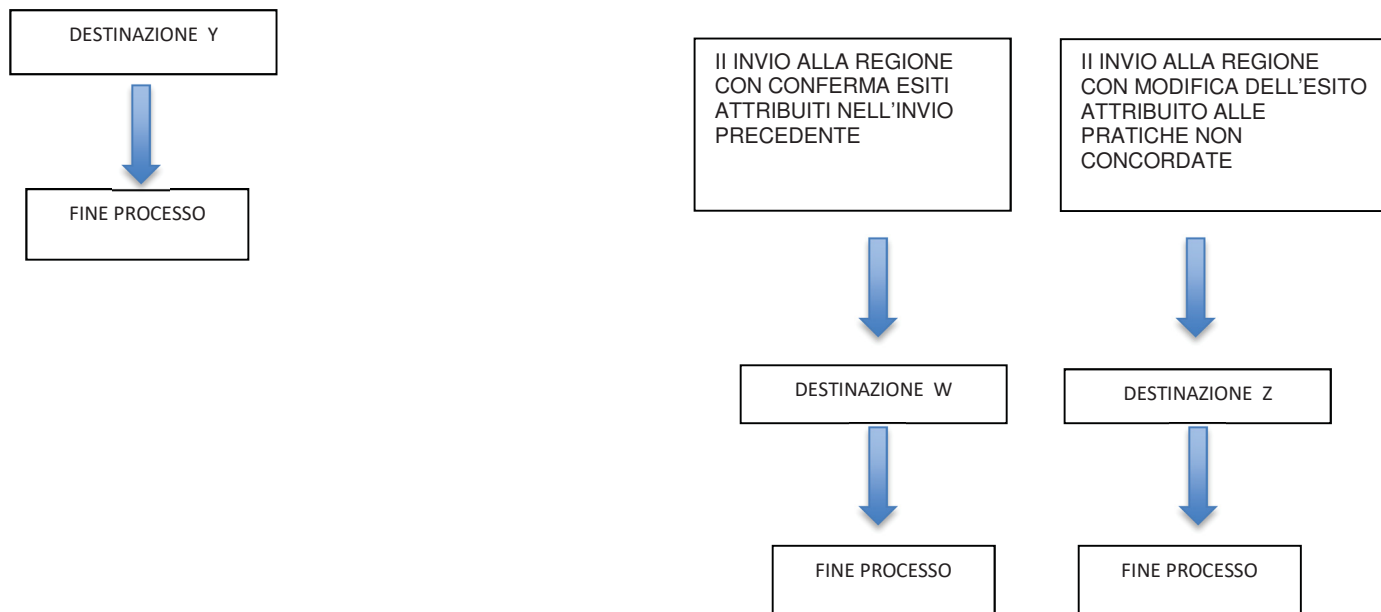 DESTINAZIONE Y
FINE PROCESSO
II INVIO ALLA REGIONE
CON CONFERMA ESITI
ATTRIBUITI NELL'INVIO
PRECEDENTE
DESTINAZIONE W
FINE PROCESSO
II INVIO ALLA REGIONE
CON MODIFICA DELL'ESITO
ATTRIBUITO ALLE
PRATICHE NON
CONCORDATE
DESTINAZIONE Z
FINE PROCESSO